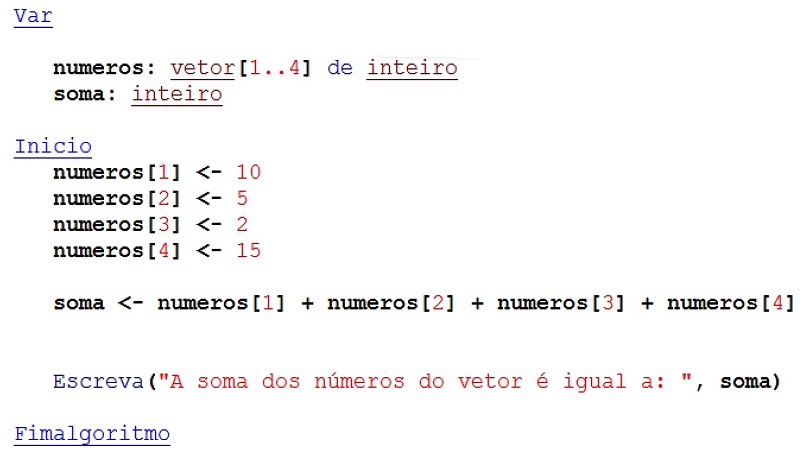 Var
numeros: vetor[1..4] de inteiro
soma: inteiro
Inicio
numeros[1] <- 10
numeros[2] <- 5
numeros[3] <- 2
numeros[4] <- 15
soma <- numeros[1] + numeros[2] + numeros[3] + numeros[4]
Escreva("A soma dos números do vetor é igual a: ", soma)
Fimalgoritmo